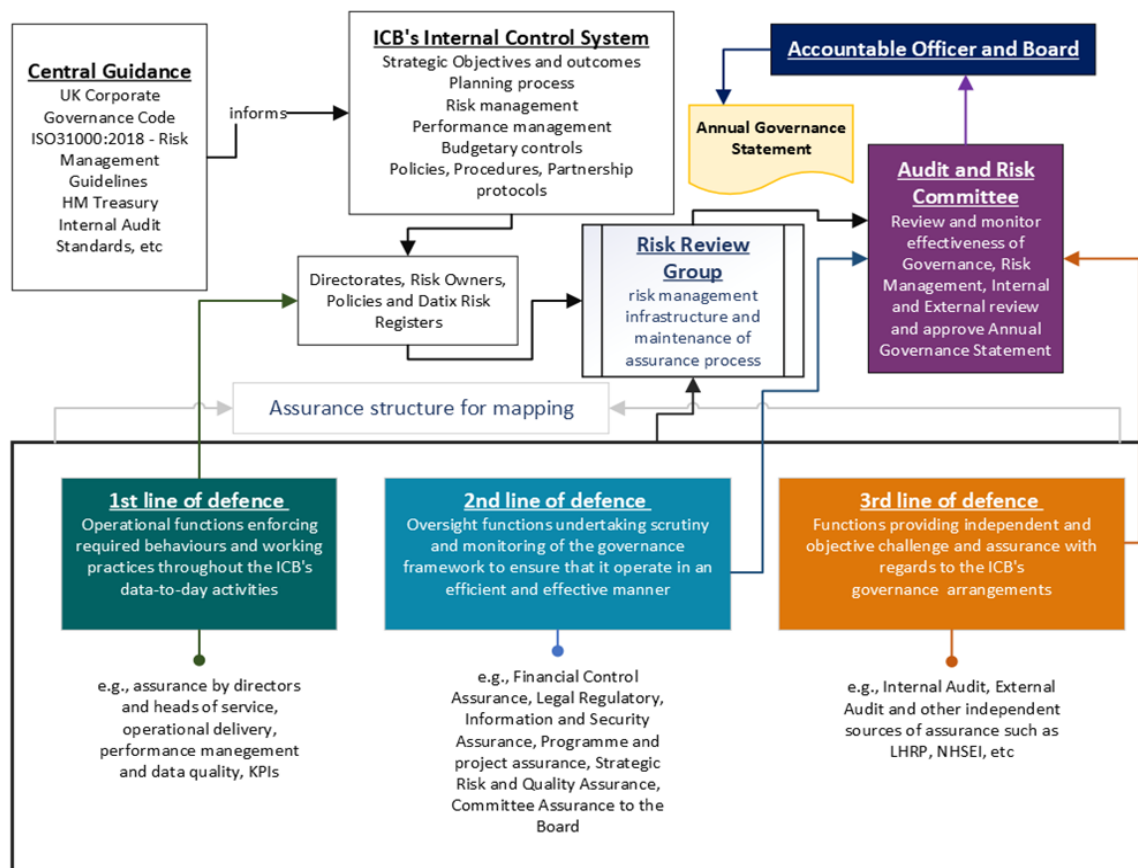 Central Guidance
UK Corporate
Governance Code
ISO31000:2018 - Risk
Management
Guidelines
HM Treasury
Internal Audit
Standards, etc
informs
ICB's Internal Control System
Strategic Objectives and outcomes
Planning process
Risk management
Performance management
Budgetary controls
Policies, Procedures, Partnership
protocols
Accountable Officer and Board
Annual Governance
Statement
Audit and Risk
Committee
Review and monitor
effectiveness of
Governance, Risk
Management, Internal
and External review
and approve Annual
Governance Statement
Directorates, Risk Owners,
Policies and Datix Risk
Registers
Risk Review
Group
risk management
infrastructure and
maintenance of
assurance process
Assurance structure for mapping
1st line of defence
Operational functions enforcing
required behaviours and working
practices throughout the ICB's
data-to-day activities
2nd line of defence
Oversight functions undertaking scrutiny
and monitoring of the governance
framework to ensure that it operate in an
efficient and effective manner
3rd line of defence
Functions providing independent and
objective challenge and assurance with
regards to the ICB's
governance arrangements
e.g., assurance by directors
and heads of service,
operational delivery,
performance menegement
and data quality, KPIs
e.g., Financial Control
Assurance, Legal Regulatory,
Information and Security
Assurance, Programme and
project assurance, Strategic
Risk and Quality Assurance,
Committee Assurance to the
Board
e.g., Internal Audit, External
Audit and other independent
sources of assurance such as
LHRP, NHSEI, etc